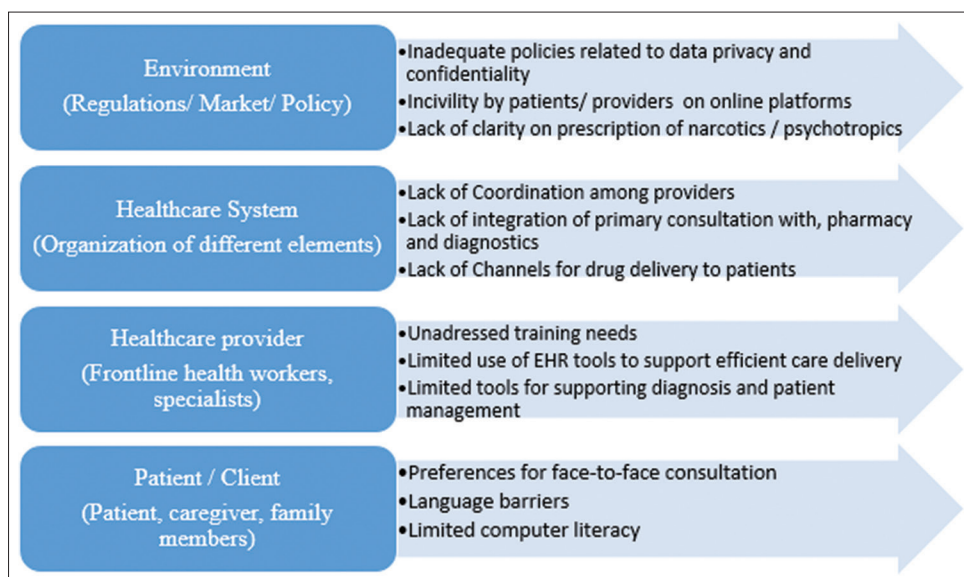 Environment
(Regulations/ Market/ Policy)
•Inadequate policies related to data privacy and
confidentiality
•Incivility by patients/ providers on online platforms
•Lack of clarity on prescription of narcotics / psychotropics
Healthcare System
(Organization of different elements)
•Lack of Coordination among providers
•Lack of integration of primary consultation with, pharmacy
and diagnostics
•Lack of Channels for drug delivery to patients
Healthcare provider
(Frontline health workers,
specialists)
•Unadressed training needs
•Limited use of EHR tools to support efficient care delivery
•Limited tools for supporting diagnosis and patient
management
Patient / Client
(Patient, caregiver, family
members)
•Preferences for face-to-face consultation
•Language barriers
•Limited computer literacy